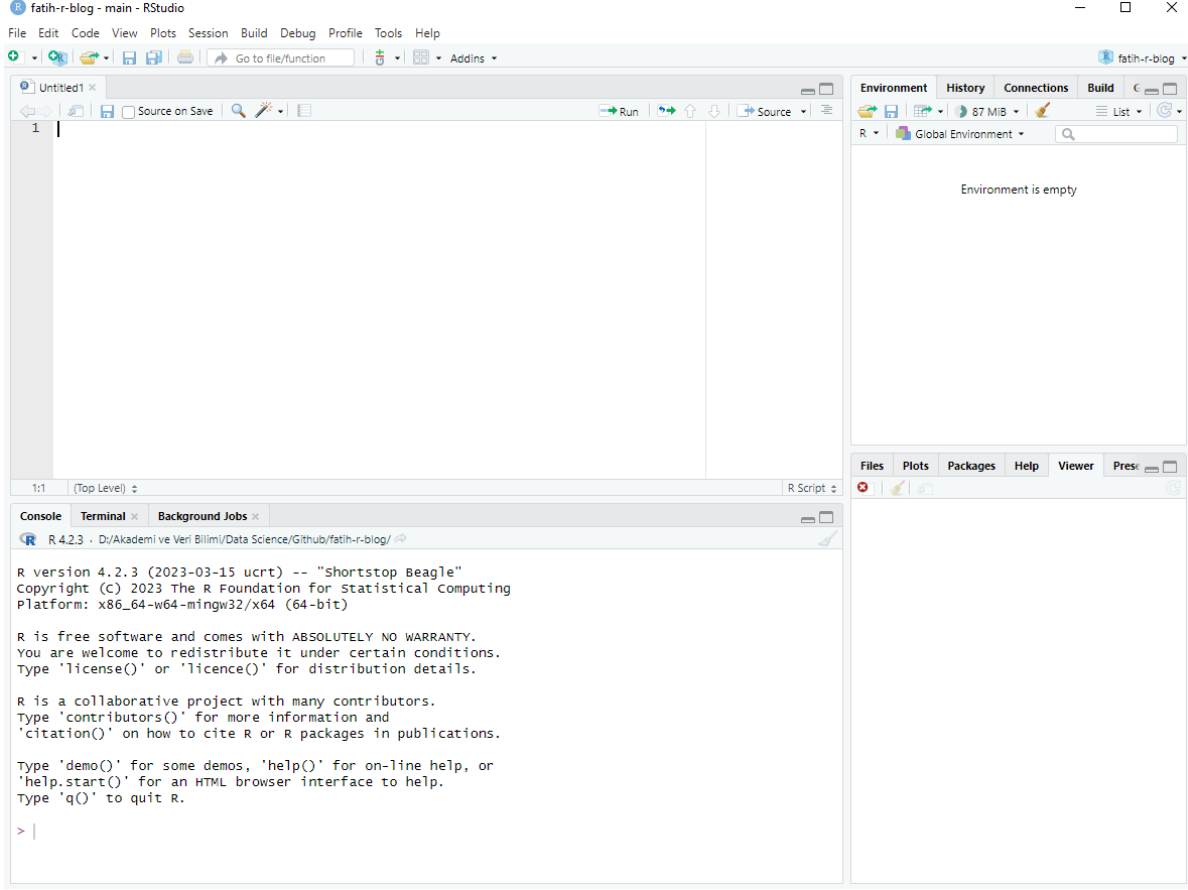 fatih-r-blog - main - RStudio
File Edit Code View Plots Session Build Debug Profile Tools Help
Go to file/function Addins fatih-r-blog
Untitled1
Source on Save Run Source
1
1:1 (Top Level) R Script
Console Terminal Background Jobs
R 4.2.3 · D:/Akademi ve Veri Bilimi/Data Science/Github/fatih-r-blog/
R version 4.2.3 (2023-03-15 ucrt) -- "Shortstop Beagle"
Copyright (C) 2023 The R Foundation for Statistical Computing
Platform: x86_64-w64-mingw32/x64 (64-bit)
R is free software and comes with ABSOLUTELY NO WARRANTY.
You are welcome to redistribute it under certain conditions.
Type 'license()' or 'licence()' for distribution details.
R is a collaborative project with many contributors.
Type 'contributors()' for more information and
'citation()' on how to cite R or R packages in publications.
Type 'demo()' for some demos, 'help()' for on-line help, or
'help.start()' for an HTML browser interface to help.
Type 'q()' to quit R.
>
Environment History Connections Build
87 MiB List
R Global Environment
Environment is empty
Files Plots Packages Help Viewer